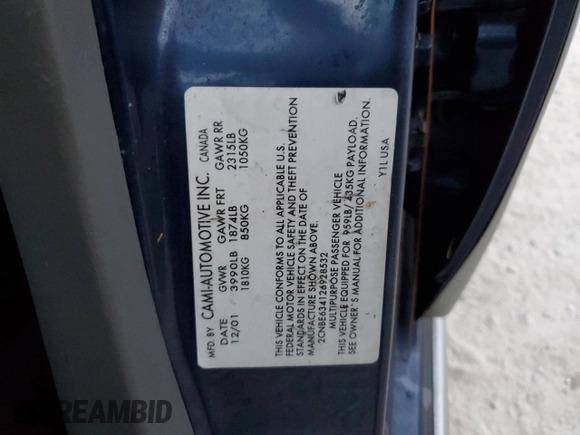 MFD. BY CAMI-AUTOMOTIVE INC. CANADA
DATE GVWR GAWR FRT GAWR RR
12/01 3990LB 1874LB 2315LB
1810KG 850KG 1050KG
THIS VEHICLE CONFORMS TO ALL APPLICABLE U.S.
FEDERAL MOTOR VEHICLE SAFETY AND THEFT PREVENTION
STANDARDS IN EFFECT ON THE DATE OF
MANUFACTURE SHOWN ABOVE.
2CNBE634126928532
MULTIPURPOSE PASSENGER VEHICLE
THIS VEHICLE EQUIPPED FOR 959LB/ 435KG PAYLOAD.
SEE OWNER'S MANUAL FOR ADDITIONAL INFORMATION.
Y1L USA